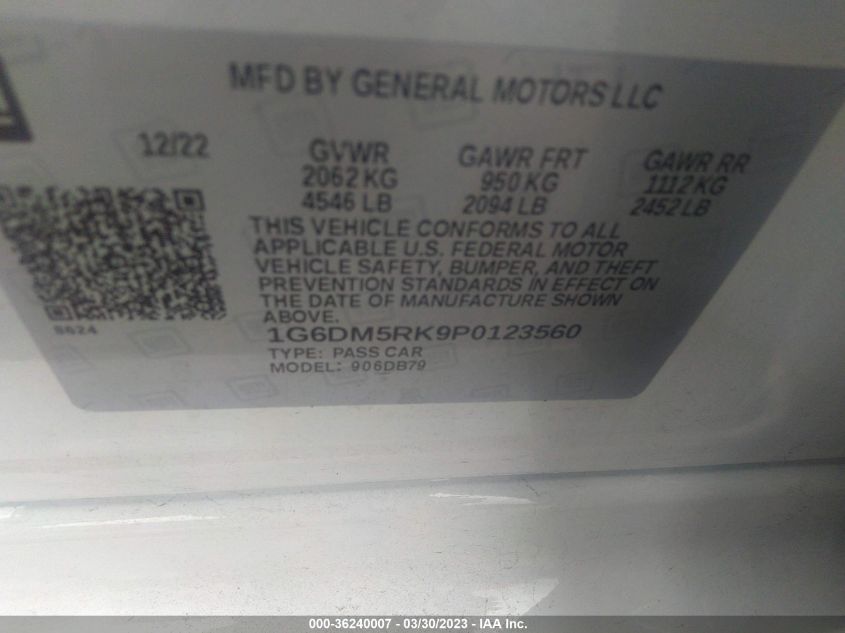 MFD BY GENERAL MOTORS LLC
12/22 GVWR GAWR FRT GAWR RR
2062 KG 950 KG 1112 KG
4546 LB 2094 LB 2452 LB
THIS VEHICLE CONFORMS TO ALL
APPLICABLE U.S. FEDERAL MOTOR
VEHICLE SAFETY, BUMPER, AND THEFT
PREVENTION STANDARDS IN EFFECT ON
THE DATE OF MANUFACTURE SHOWN
ABOVE.
8624
1G6DM5RK9P0123560
TYPE: PASS CAR
MODEL: 906DB79
000-36240007 - 03/30/2023 - IAA Inc.